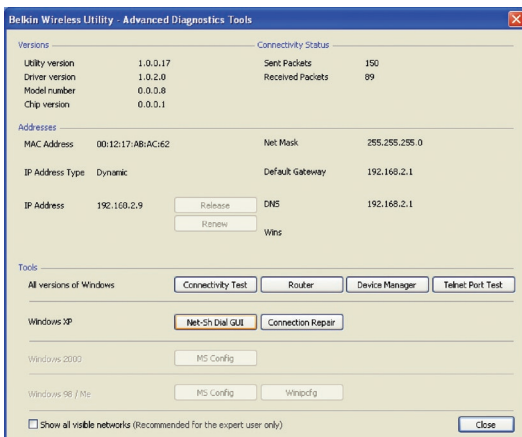 Belkin Wireless Utility - Advanced Diagnostics Tools
Versions
Utility version 1.0.0.17
Driver version 1.0.2.0
Model number 0.0.0.8
Chip version 0.0.0.1
Connectivity Status
Sent Packets 150
Received Packets 89
Addresses
MAC Address 00:12:17:AB:AC:62
Net Mask 255.255.255.0
IP Address Type Dynamic
Default Gateway 192.168.2.1
IP Address 192.168.2.9 Release
DNS 192.168.2.1
Renew
Wins
Tools
All versions of Windows Connectivity Test Router Device Manager Telnet Port Test
Windows XP Net-Sh Dial GUI Connection Repair
Windows 2000 MS Config
Windows 98 / Me MS Config Winipcfg
Show all visible networks (Recommended for the expert user only) Close